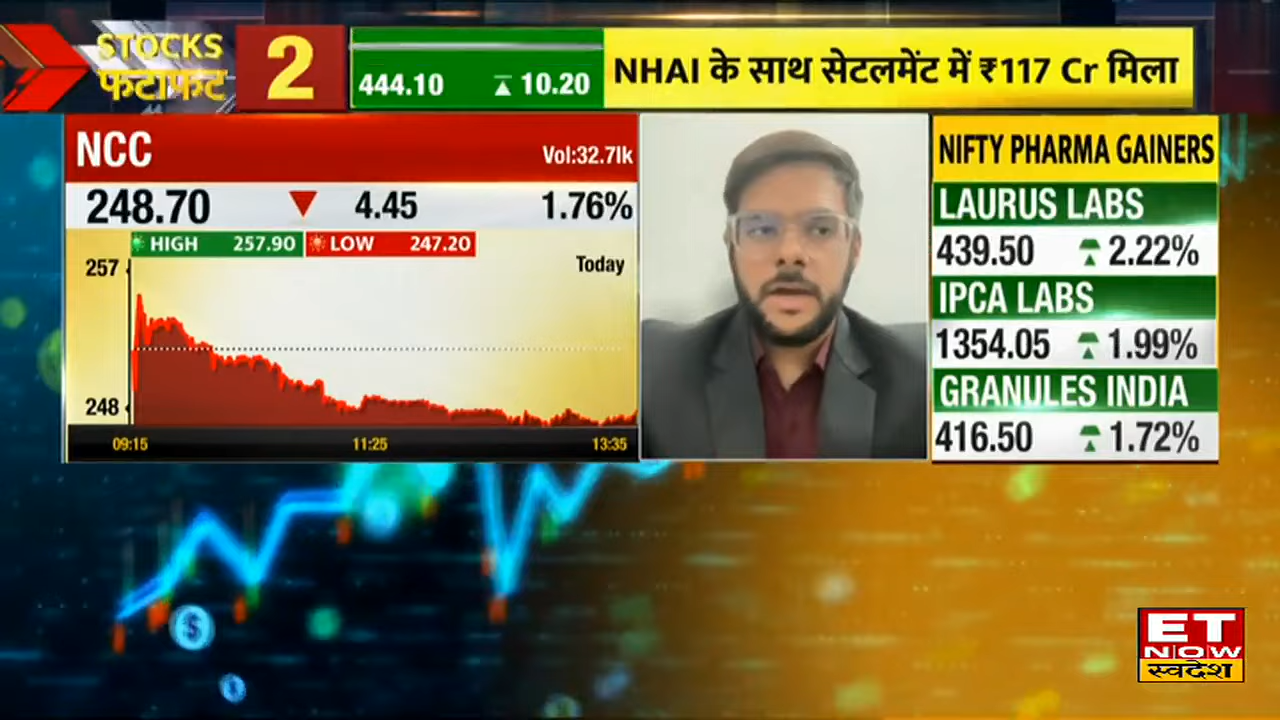 STOCKS
फटाफट
2
444.10 10.20
NHAI के साथ सेटलमेंट में ₹117 Cr मिला
NCC
Vol:32.7lk
248.70 4.45 1.76%
HIGH 257.90 LOW 247.20
Today
257
248
09:15 11:25 13:35
NIFTY PHARMA GAINERS
LAURUS LABS
439.50 2.22%
IPCA LABS
1354.05 1.99%
GRANULES INDIA
416.50 1.72%
$
ET
NOW
स्वदेश